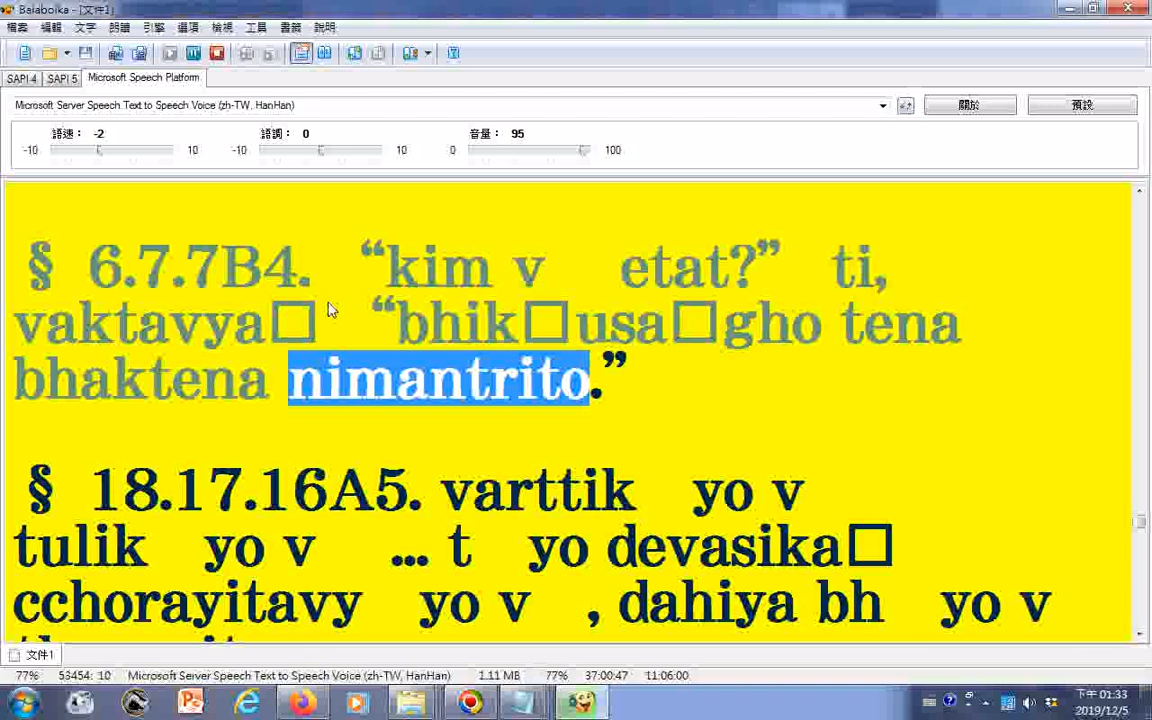 Balabolka - [文件1]
檔案 編輯 文字 朗讀 引擎 選項 檢視 工具 書籤 說明
SAPI 4 SAPI 5 Microsoft Speech Platform
Microsoft Server Speech Text to Speech Voice (zh-TW, HanHan) 關於 預設
語速： -2 語調： 0 音量： 95
-10 10 -10 10 0 100
§ 6.7.7B4. “kim v etat?” ti,
vaktavya□ “bhik□usa□gho tena
bhaktena nimantrito.”
§ 18.17.16A5. varttik yo v
tulik yo v ... t yo devasika□
cchorayitavy yo v , dahiya bh yo v
文件1
77% 53454: 10 Microsoft Server Speech Text to Speech Voice (zh-TW, HanHan) 1.11 MB 77% 37:00:47 11:06:00
下午 01:33
2019/12/5